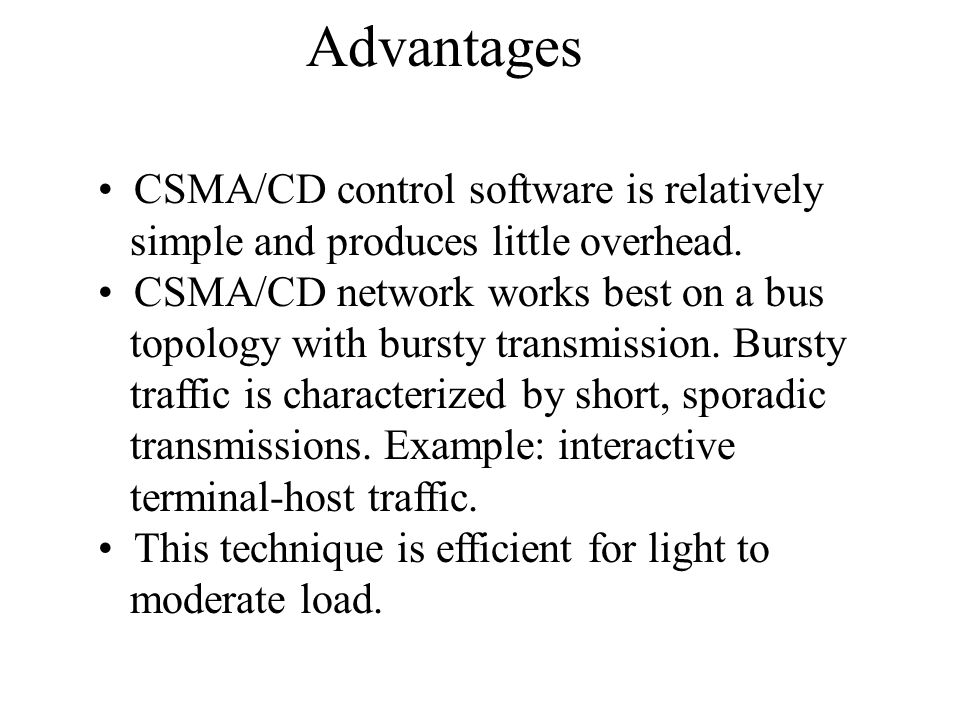 Advantages
• CSMA/CD control software is relatively
simple and produces little overhead.
• CSMA/CD network works best on a bus
topology with bursty transmission. Bursty
traffic is characterized by short, sporadic
transmissions. Example: interactive
terminal-host traffic.
• This technique is efficient for light to
moderate load.